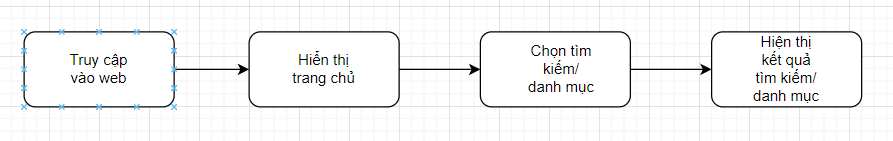 Truy cập
vào web
Hiển thị
trang chủ
Chọn tìm
kiếm/
danh mục
Hiện thị
kết quả
tìm kiếm/
danh mục